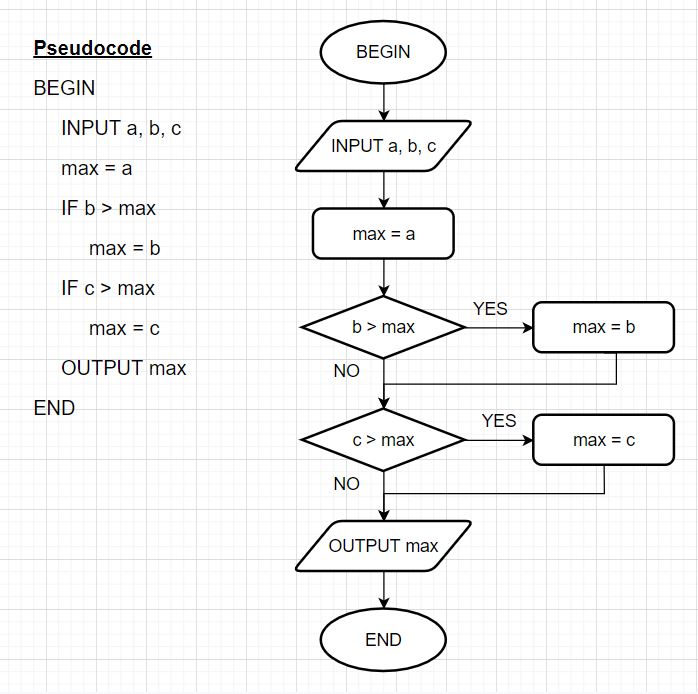 Pseudocode
BEGIN
INPUT a, b, c
max = a
IF b > max
max = b
IF c > max
max = c
OUTPUT max
END
BEGIN
INPUT a, b, c
max = a
b > max
YES
max = b
NO
c > max
YES
max = c
NO
OUTPUT max
END